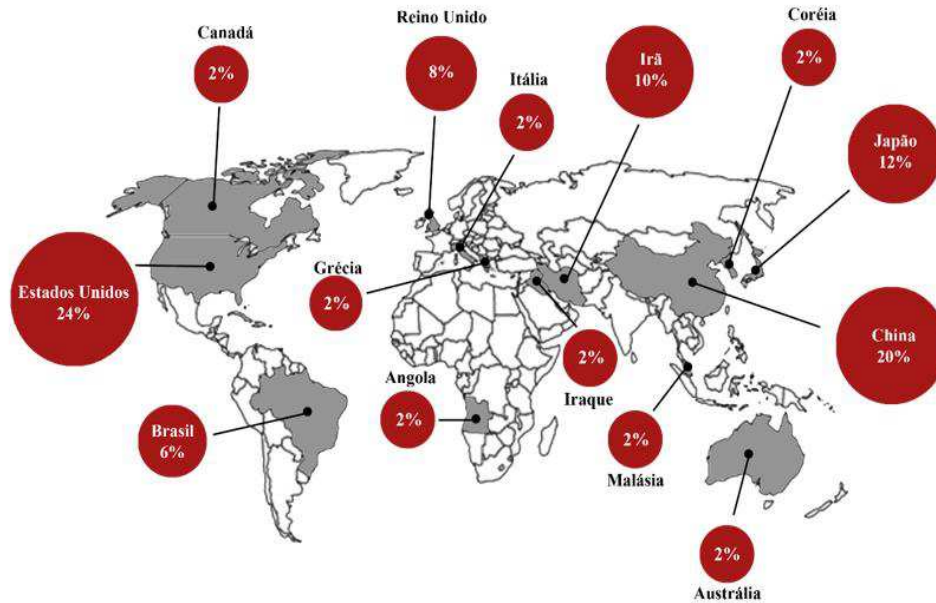 Canadá
2%
Reino Unido
8%
Itália
2%
Irã
10%
Coréia
2%
Japão
12%
Estados Unidos
24%
Grécia
2%
China
20%
2%
Iraque
Angola
2%
Brasil
6%
2%
Malásia
2%
Austrália